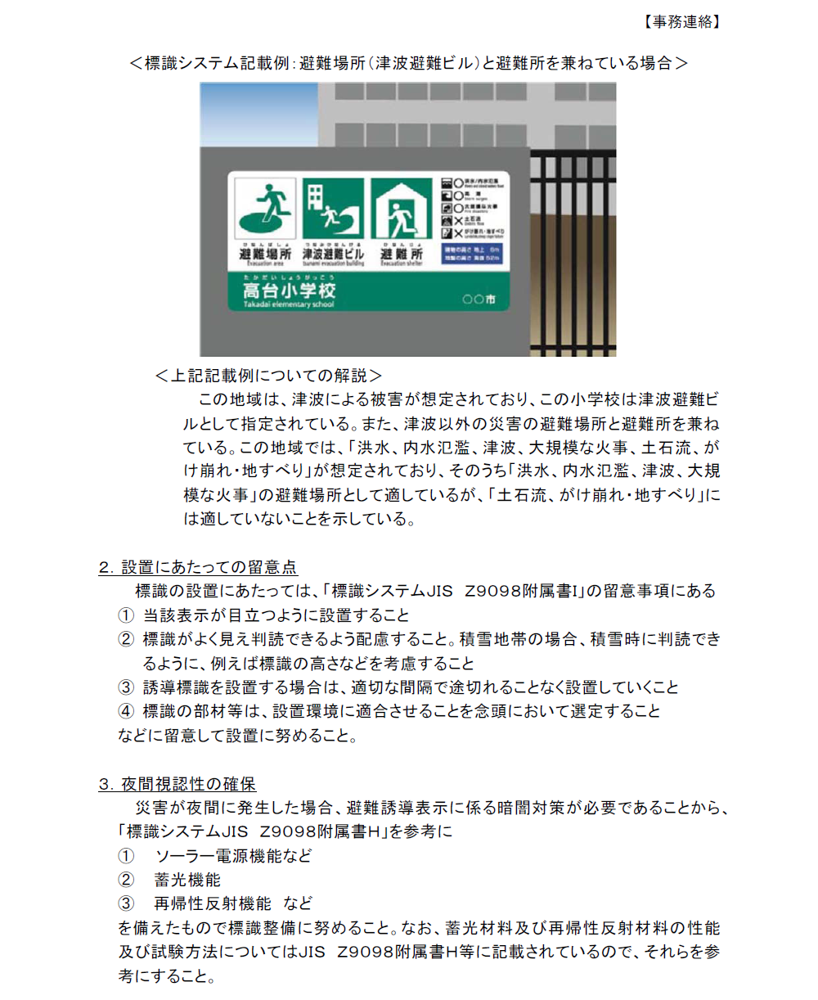 【事務連絡】
＜標識システム記載例：避難場所（津波避難ビル）と避難所を兼ねている場合＞
洪水/内水氾濫
高潮
大規模な火事
土石流
Debris flow
がけ崩れ・地すべり
建物の高さ 地上 6m
地盤の高さ 海抜52m
ひなんばしょ
避難場所
Evacuation area
つなみひなんびる
津波避難ビル
tsunami evacuation building
ひなんじょ
避難所
Evacuation shelter
たかだいしょうがっこう
高台小学校
Takadai elementary school
○○市
＜上記記載例についての解説＞
この地域は、津波による被害が想定されており、この小学校は津波避難ビ
ルとして指定されている。また、津波以外の災害の避難場所と避難所を兼ね
ている。この地域では、「洪水、内水氾濫、津波、大規模な火事、土石流、が
け崩れ・地すべり」が想定されており、そのうち「洪水、内水氾濫、津波、大規
模な火事」の避難場所として適しているが、「土石流、がけ崩れ・地すべり」に
は適していないことを示している。
２．設置にあたっての留意点
標識の設置にあたっては、「標識システムJIS　Z9098附属書I」の留意事項にある
① 当該表示が目立つように設置すること
② 標識がよく見え判読できるよう配慮すること。積雪地帯の場合、積雪時に判読でき
るように、例えば標識の高さなどを考慮すること
③ 誘導標識を設置する場合は、適切な間隔で途切れることなく設置していくこと
④ 標識の部材等は、設置環境に適合させることを念頭において選定すること
などに留意して設置に努めること。
３．夜間視認性の確保
災害が夜間に発生した場合、避難誘導表示に係る暗闇対策が必要であることから、
「標識システムJIS　Z9098附属書H」を参考に
①　ソーラー電源機能など
②　蓄光機能
③　再帰性反射機能　など
を備えたもので標識整備に努めること。なお、蓄光材料及び再帰性反射材料の性能
及び試験方法についてはJIS　Z9098附属書H等に記載されているので、それらを参
考にすること。